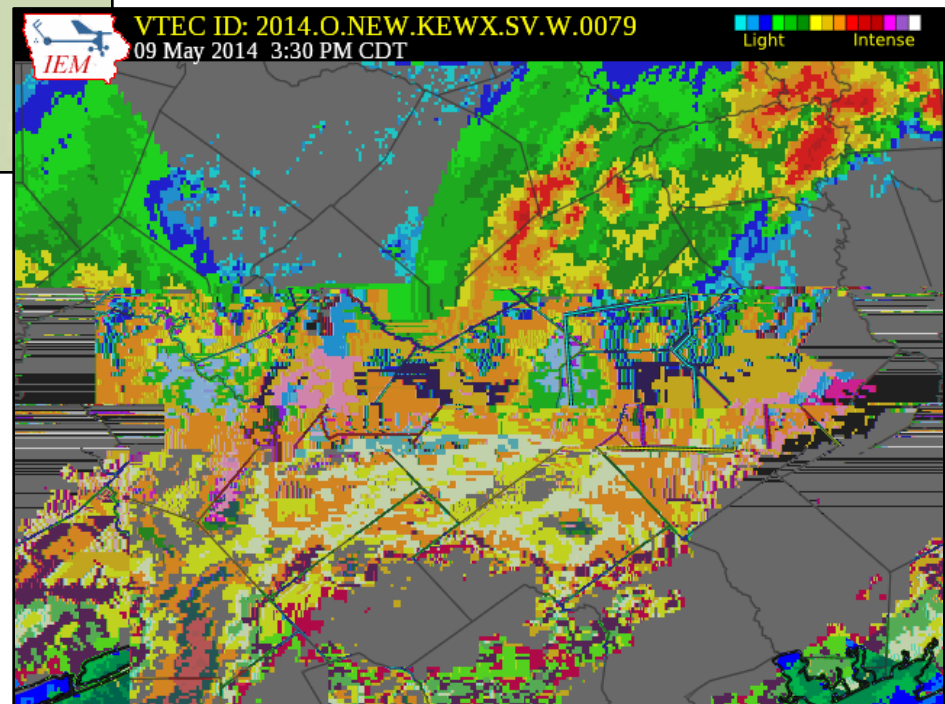 VTEC ID: 2014.O.NEW.KEWX.SV.W.0079
09 May 2014  3:30 PM CDT
Light Intense
IEM